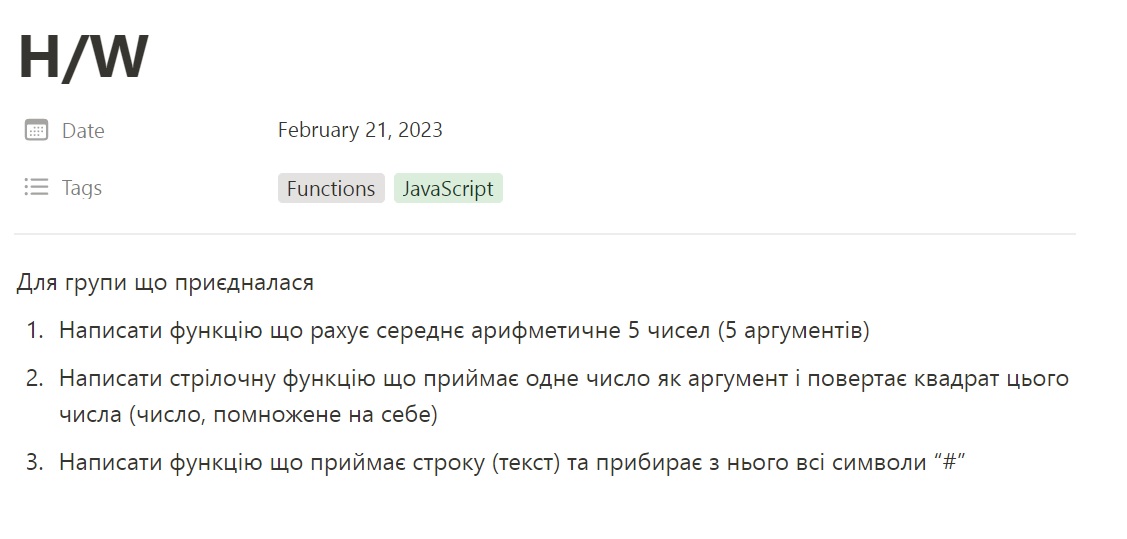 H/W
Date February 21, 2023
Tags Functions JavaScript
Для групи що приєдналася
1. Написати функцію що рахує середнє арифметичне 5 чисел (5 аргументів)
2. Написати стрілочну функцію що приймає одне число як аргумент і повертає квадрат цього
числа (число, помножене на себе)
3. Написати функцію що приймає строку (текст) та прибирає з нього всі символи “#”